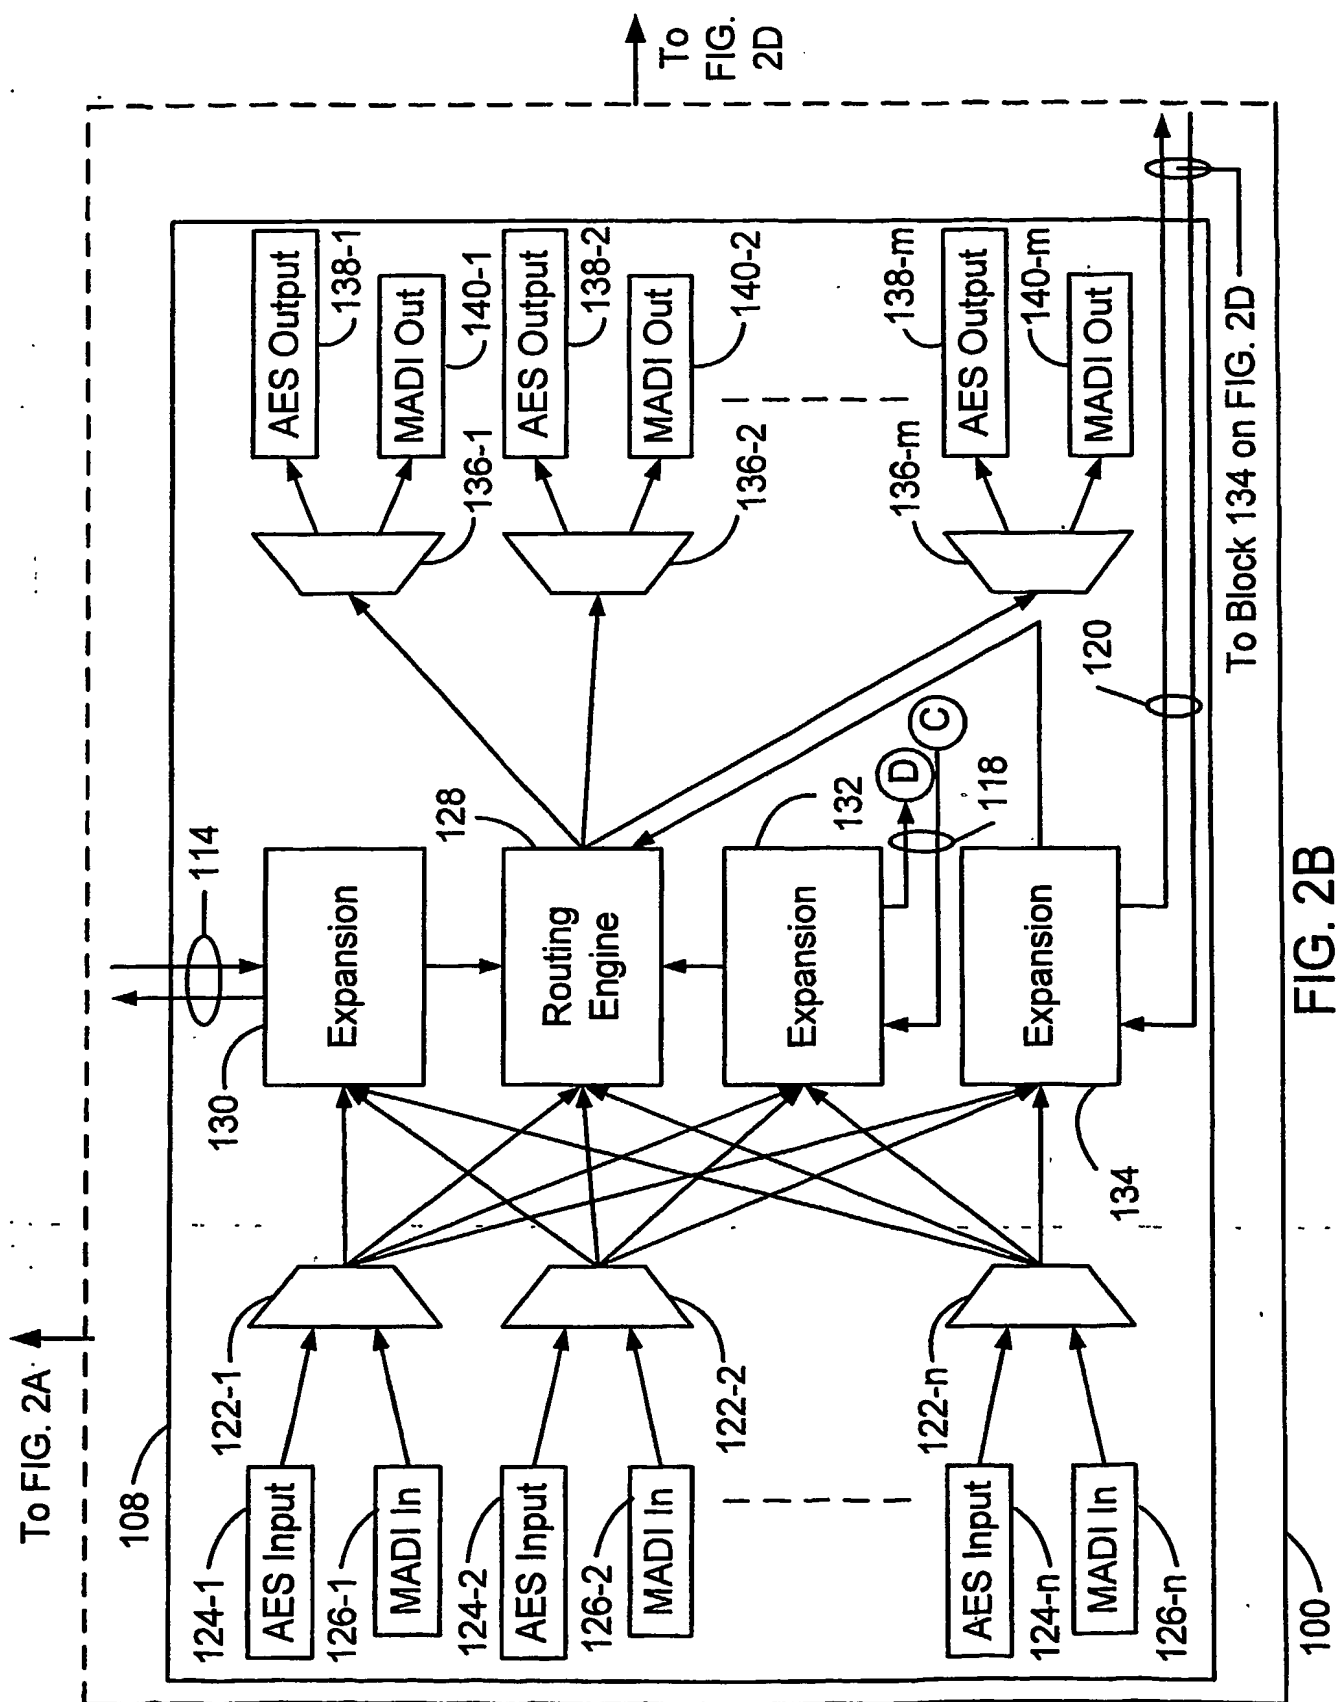 To FIG. 2A
To
FIG.
2D
108
100
114
124-1
AES Input
126-1
MADI In
122-1
124-2
AES Input
126-2
MADI In
122-2
122-n
AES Input
124-n
MADI In
126-n
130
Expansion
128
Routing
Engine
132
Expansion
D
C
118
Expansion
134
136-1
AES Output
138-1
MADI Out
140-1
136-2
AES Output
138-2
MADI Out
140-2
136-m
138-m
AES Output
140-m
MADI Out
120
To Block 134 on FIG. 2D
FIG. 2B